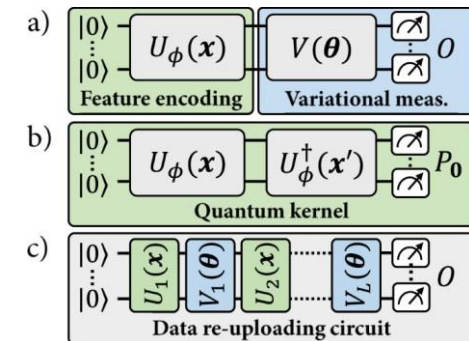 a) |0⟩ U_ϕ(𝒙) V(𝜽) O
|0⟩
Feature encoding Variational meas.
b) |0⟩ U_ϕ(𝒙) U_ϕ^†(𝒙′) P_𝟎
|0⟩
Quantum kernel
c) |0⟩ U_1(𝒙) V_1(𝜽) U_2(𝒙) V_L(𝜽) O
|0⟩
Data re-uploading circuit